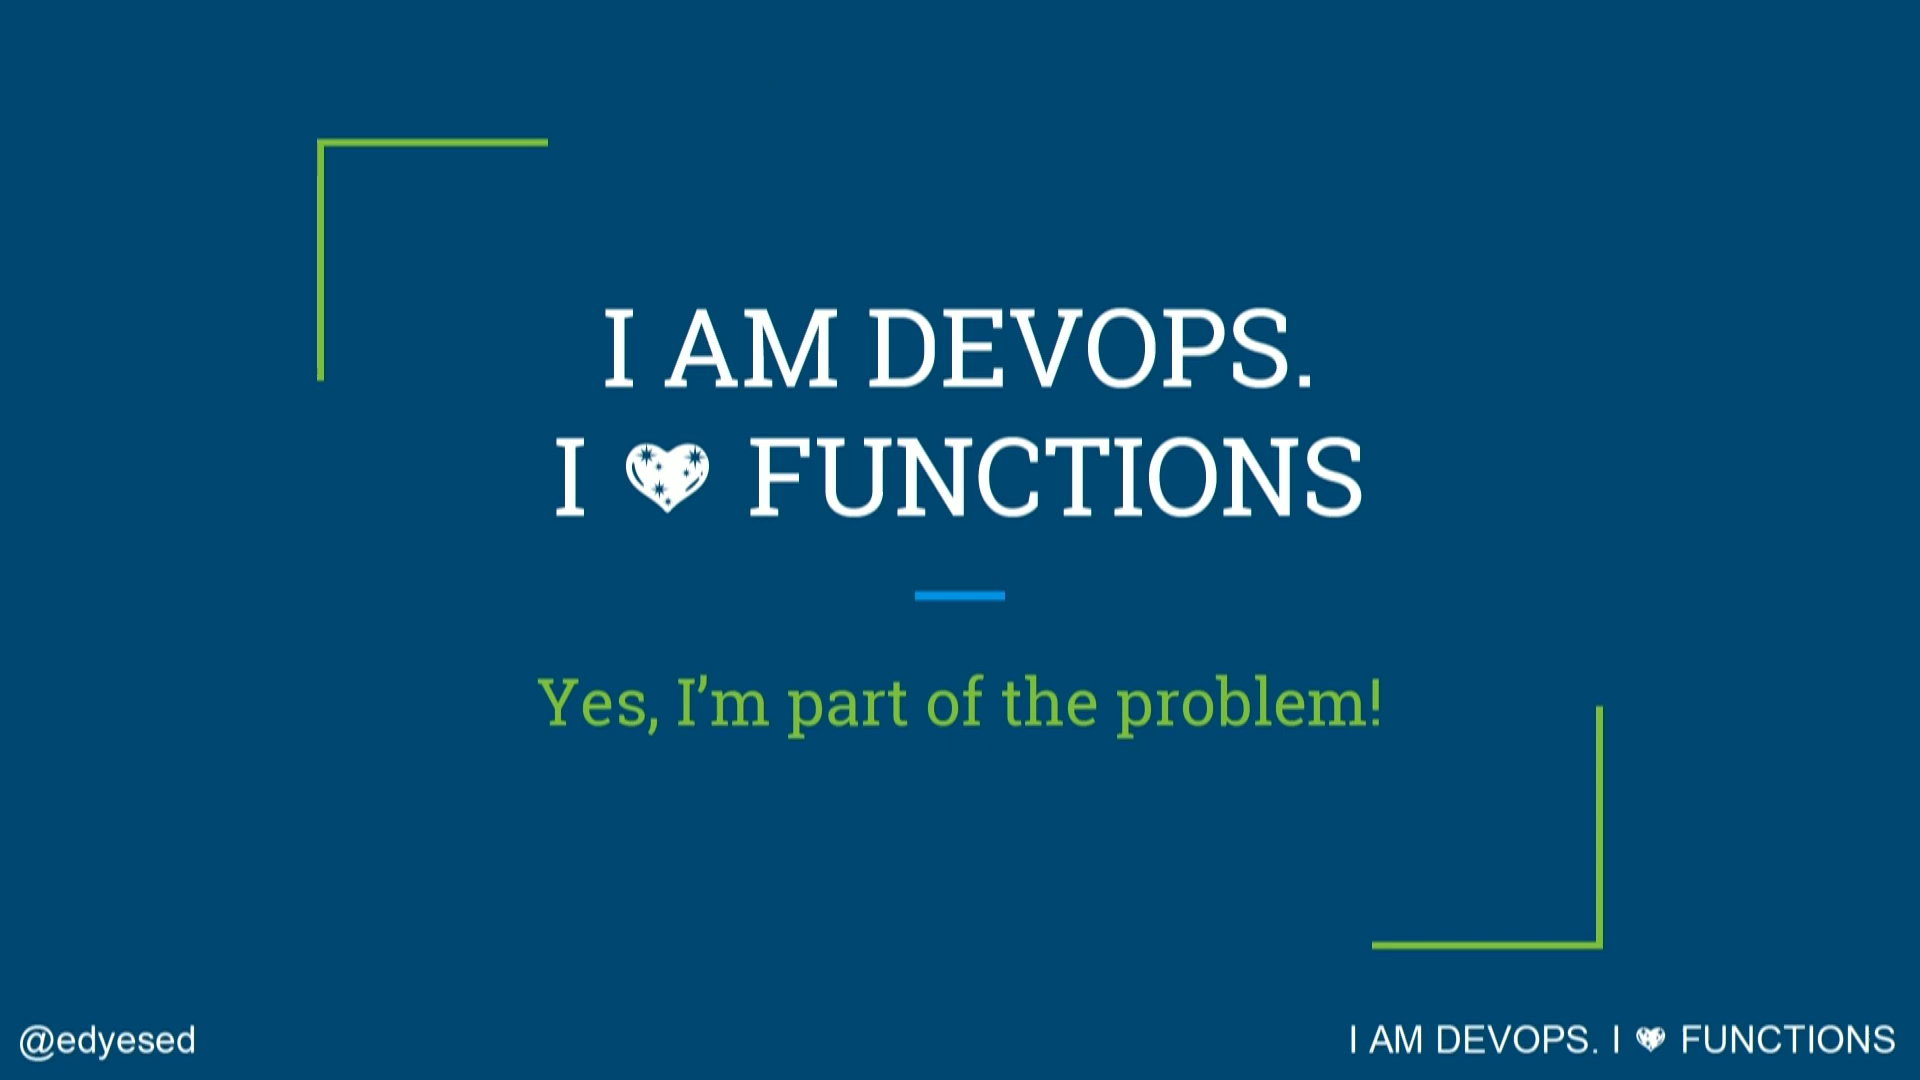 I AM DEVOPS.
I 💖 FUNCTIONS
Yes, I’m part of the problem!
@edyesed
I AM DEVOPS. I 💖 FUNCTIONS